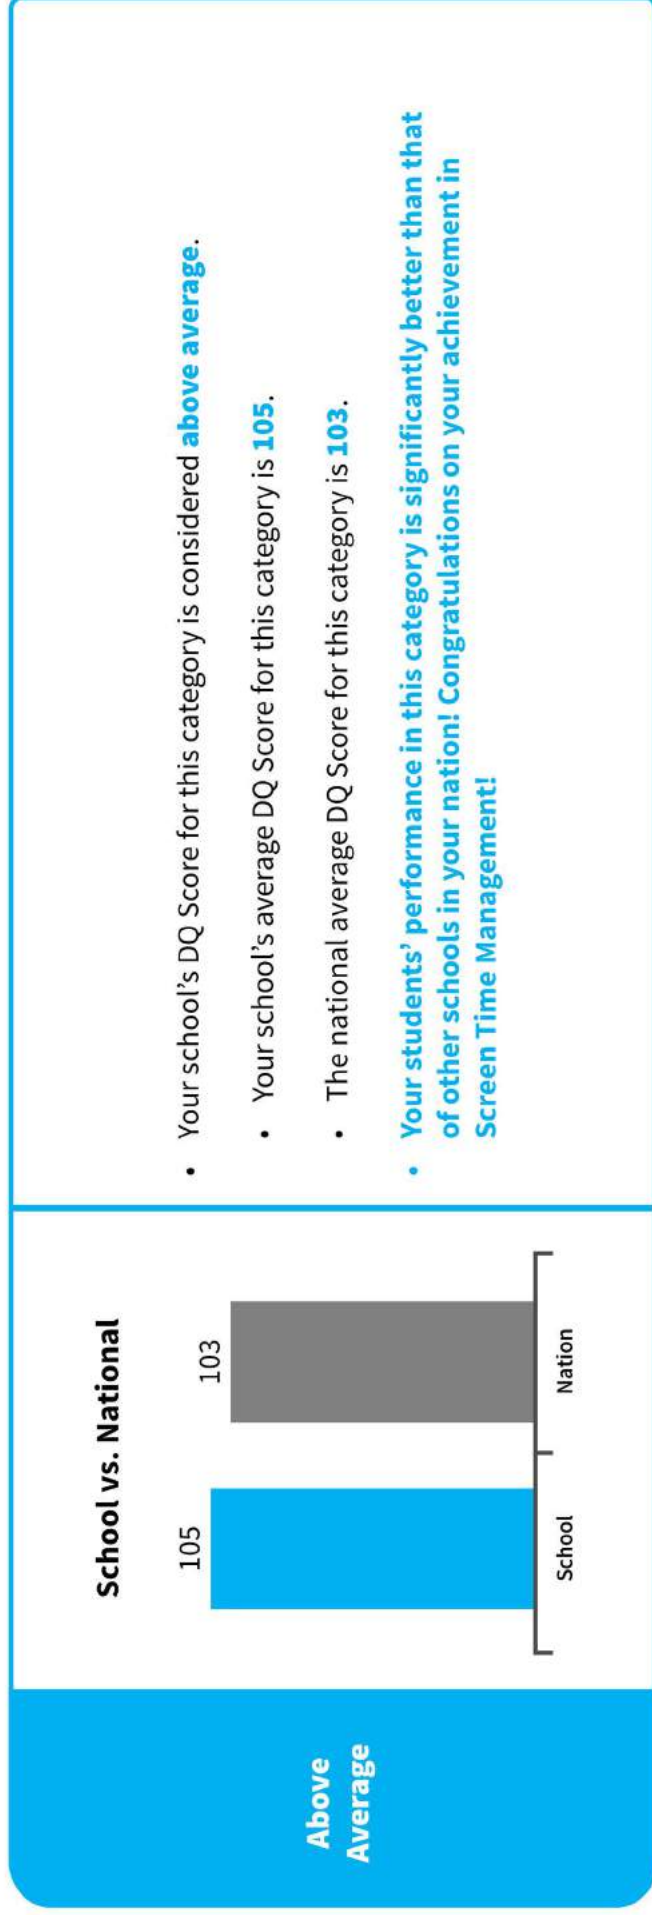 Above
Average
School vs. National
105
103
School
Nation
• Your school’s DQ Score for this category is considered above average.
• Your school’s average DQ Score for this category is 105.
• The national average DQ Score for this category is 103.
• Your students’ performance in this category is significantly better than that
of other schools in your nation! Congratulations on your achievement in
Screen Time Management!